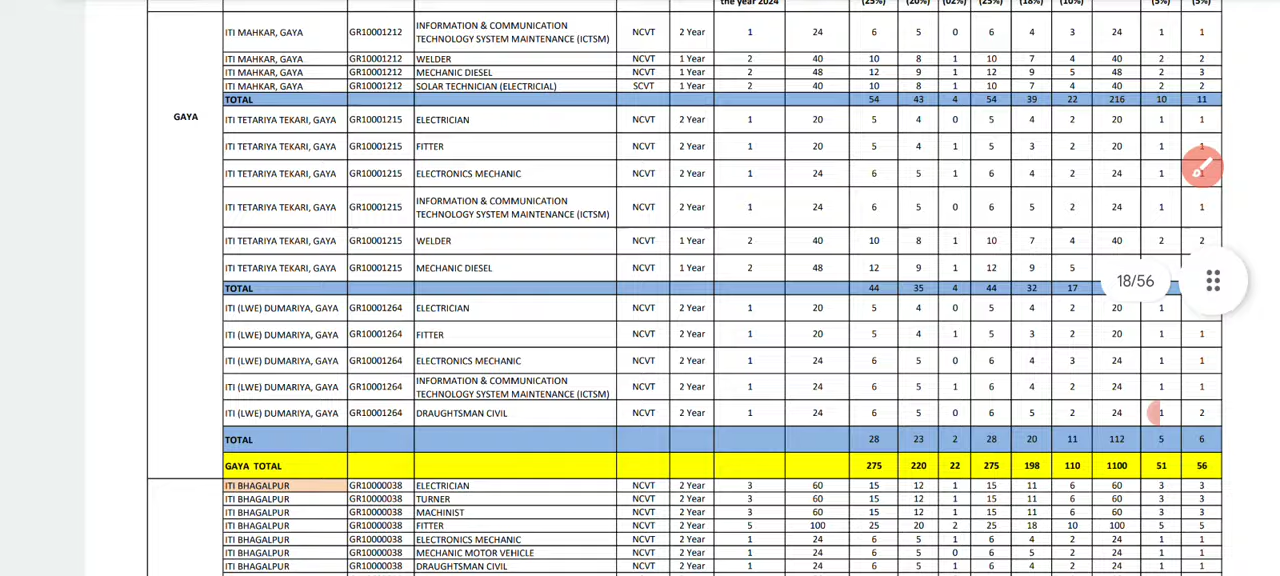 the year 2024 (25%) (20%) (02%) (25%) (18%) (10%) (5%) (5%)
ITI MAHKAR, GAYA GR10001212 INFORMATION & COMMUNICATION TECHNOLOGY SYSTEM MAINTENANCE (ICTSM) NCVT 2 Year 1 24 6 5 0 6 4 3 24 1 1
ITI MAHKAR, GAYA GR10001212 WELDER NCVT 1 Year 2 40 10 8 1 10 7 4 40 2 2
ITI MAHKAR, GAYA GR10001212 MECHANIC DIESEL NCVT 1 Year 2 48 12 9 1 12 9 5 48 2 3
ITI MAHKAR, GAYA GR10001212 SOLAR TECHNICIAN (ELECTRICIAL) SCVT 1 Year 2 40 10 8 1 10 7 4 40 2 2
TOTAL 54 43 4 54 39 22 216 10 11
GAYA
ITI TETARIYA TEKARI, GAYA GR10001215 ELECTRICIAN NCVT 2 Year 1 20 5 4 0 5 4 2 20 1 1
ITI TETARIYA TEKARI, GAYA GR10001215 FITTER NCVT 2 Year 1 20 5 4 1 5 3 2 20 1 1
ITI TETARIYA TEKARI, GAYA GR10001215 ELECTRONICS MECHANIC NCVT 2 Year 1 24 6 5 1 6 4 2 24 1 1
ITI TETARIYA TEKARI, GAYA GR10001215 INFORMATION & COMMUNICATION TECHNOLOGY SYSTEM MAINTENANCE (ICTSM) NCVT 2 Year 1 24 6 5 0 6 5 2 24 1 1
ITI TETARIYA TEKARI, GAYA GR10001215 WELDER NCVT 1 Year 2 40 10 8 1 10 7 4 40 2 2
ITI TETARIYA TEKARI, GAYA GR10001215 MECHANIC DIESEL NCVT 1 Year 2 48 12 9 1 12 9 5
TOTAL 44 35 4 44 32 17
18/56
ITI (LWE) DUMARIYA, GAYA GR10001264 ELECTRICIAN NCVT 2 Year 1 20 5 4 0 5 4 2 20 1
ITI (LWE) DUMARIYA, GAYA GR10001264 FITTER NCVT 2 Year 1 20 5 4 1 5 3 2 20 1 1
ITI (LWE) DUMARIYA, GAYA GR10001264 ELECTRONICS MECHANIC NCVT 2 Year 1 24 6 5 0 6 4 3 24 1 1
ITI (LWE) DUMARIYA, GAYA GR10001264 INFORMATION & COMMUNICATION TECHNOLOGY SYSTEM MAINTENANCE (ICTSM) NCVT 2 Year 1 24 6 5 1 6 4 2 24 1 1
ITI (LWE) DUMARIYA, GAYA GR10001264 DRAUGHTSMAN CIVIL NCVT 2 Year 1 24 6 5 0 6 5 2 24 1 2
TOTAL 28 23 2 28 20 11 112 5 6
GAYA TOTAL 275 220 22 275 198 110 1100 51 56
ITI BHAGALPUR GR10000038 ELECTRICIAN NCVT 2 Year 3 60 15 12 1 15 11 6 60 3 3
ITI BHAGALPUR GR10000038 TURNER NCVT 2 Year 3 60 15 12 1 15 11 6 60 3 3
ITI BHAGALPUR GR10000038 MACHINIST NCVT 2 Year 3 60 15 12 1 15 11 6 60 3 3
ITI BHAGALPUR GR10000038 FITTER NCVT 2 Year 5 100 25 20 2 25 18 10 100 5 5
ITI BHAGALPUR GR10000038 ELECTRONICS MECHANIC NCVT 2 Year 1 24 6 5 1 6 4 2 24 1 1
ITI BHAGALPUR GR10000038 MECHANIC MOTOR VEHICLE NCVT 2 Year 1 24 6 5 0 6 5 2 24 1 1
ITI BHAGALPUR GR10000038 DRAUGHTSMAN CIVIL NCVT 2 Year 1 24 6 5 1 6 4 2 24 1 1